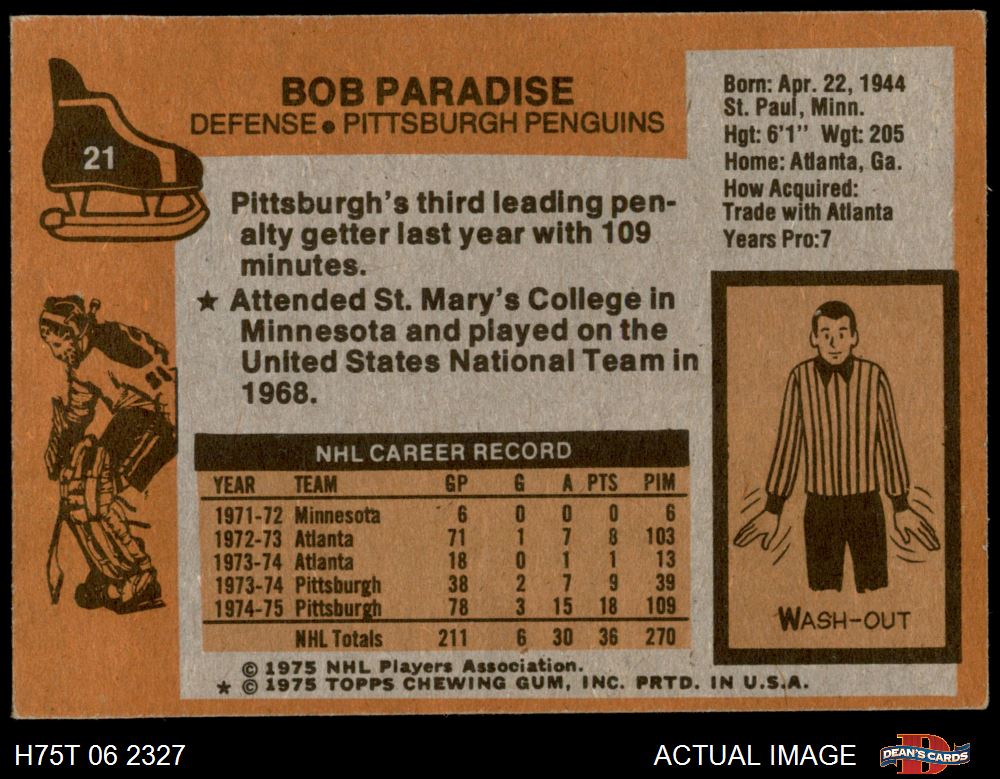 BOB PARADISE
DEFENSE • PITTSBURGH PENGUINS
21
Born: Apr. 22, 1944
St. Paul, Minn.
Hgt: 6'1" Wgt: 205
Home: Atlanta, Ga.
How Acquired:
Trade with Atlanta
Years Pro:7
Pittsburgh's third leading pen-
alty getter last year with 109
minutes.
★ Attended St. Mary's College in
Minnesota and played on the
United States National Team in
1968.
NHL CAREER RECORD
YEAR TEAM GP G A PTS PIM
1971-72 Minnesota 6 0 0 0 6
1972-73 Atlanta 71 1 7 8 103
1973-74 Atlanta 18 0 1 1 13
1973-74 Pittsburgh 38 2 7 9 39
1974-75 Pittsburgh 78 3 15 18 109
NHL Totals 211 6 30 36 270
WASH-OUT
© 1975 NHL Players Association.
★ © 1975 TOPPS CHEWING GUM, INC. PRTD. IN U.S.A.
H75T 06 2327
ACTUAL IMAGE
D
DEAN'S CARDS